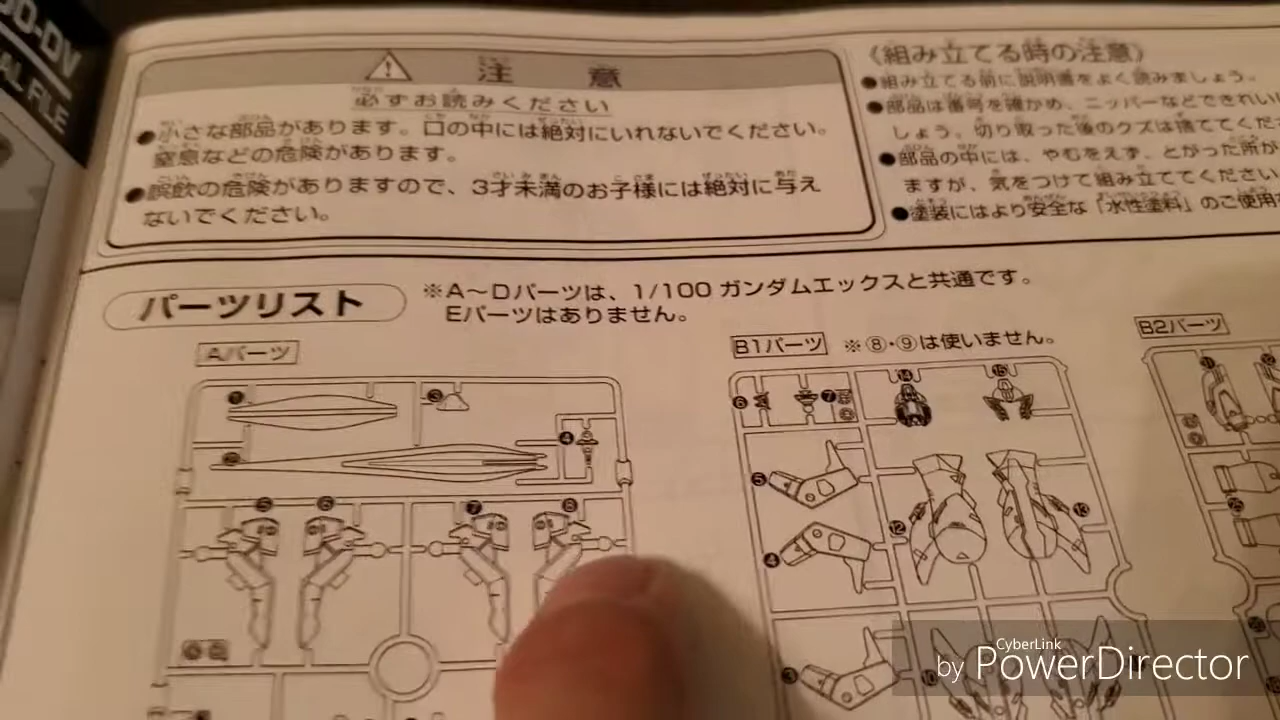 OO-DV
AL FILE
注意
必ずお読みください
●小さな部品があります。口の中には絶対にいれないでください。
窒息などの危険があります。
●誤飲の危険がありますので、3才未満のお子様には絶対に与え
ないでください。
〈組み立てる時の注意〉
●組み立てる前に説明書をよく読みましょう。
●部品は番号を確かめ、ニッパーなどできれい
しょう。切り取った後のクズは捨ててくだ
●部品の中には、やむをえず、とがった所が
ますが、気をつけて組み立ててください
●塗装にはより安全な「水性塗料」のご使用
パーツリスト
※A～Dパーツは、1/100 ガンダムエックスと共通です。
Eパーツはありません。
Aパーツ
B1パーツ ※⑧・⑨は使いません。
B2パーツ
CyberLink
by PowerDirector